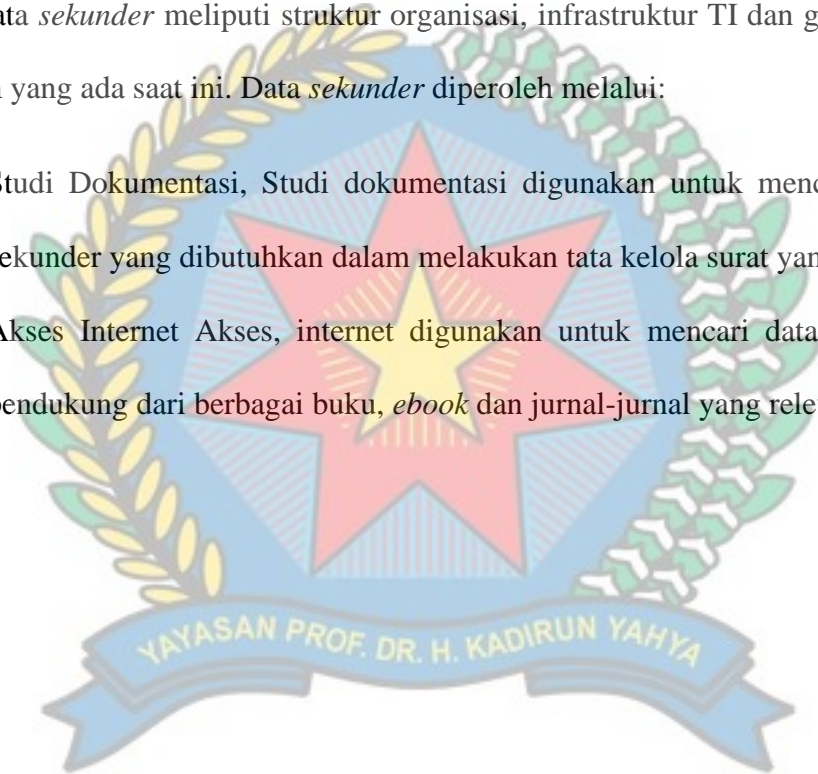 ata sekunder meliputi struktur organisasi, infrastruktur TI dan g
yang ada saat ini. Data sekunder diperoleh melalui:
Studi Dokumentasi, Studi dokumentasi digunakan untuk menc
ekunder yang dibutuhkan dalam melakukan tata kelola surat yan
Akses Internet Akses, internet digunakan untuk mencari data
pendukung dari berbagai buku, ebook dan jurnal-jurnal yang rele
YAYASAN PROF. DR. H. KADIRUN YAHYA